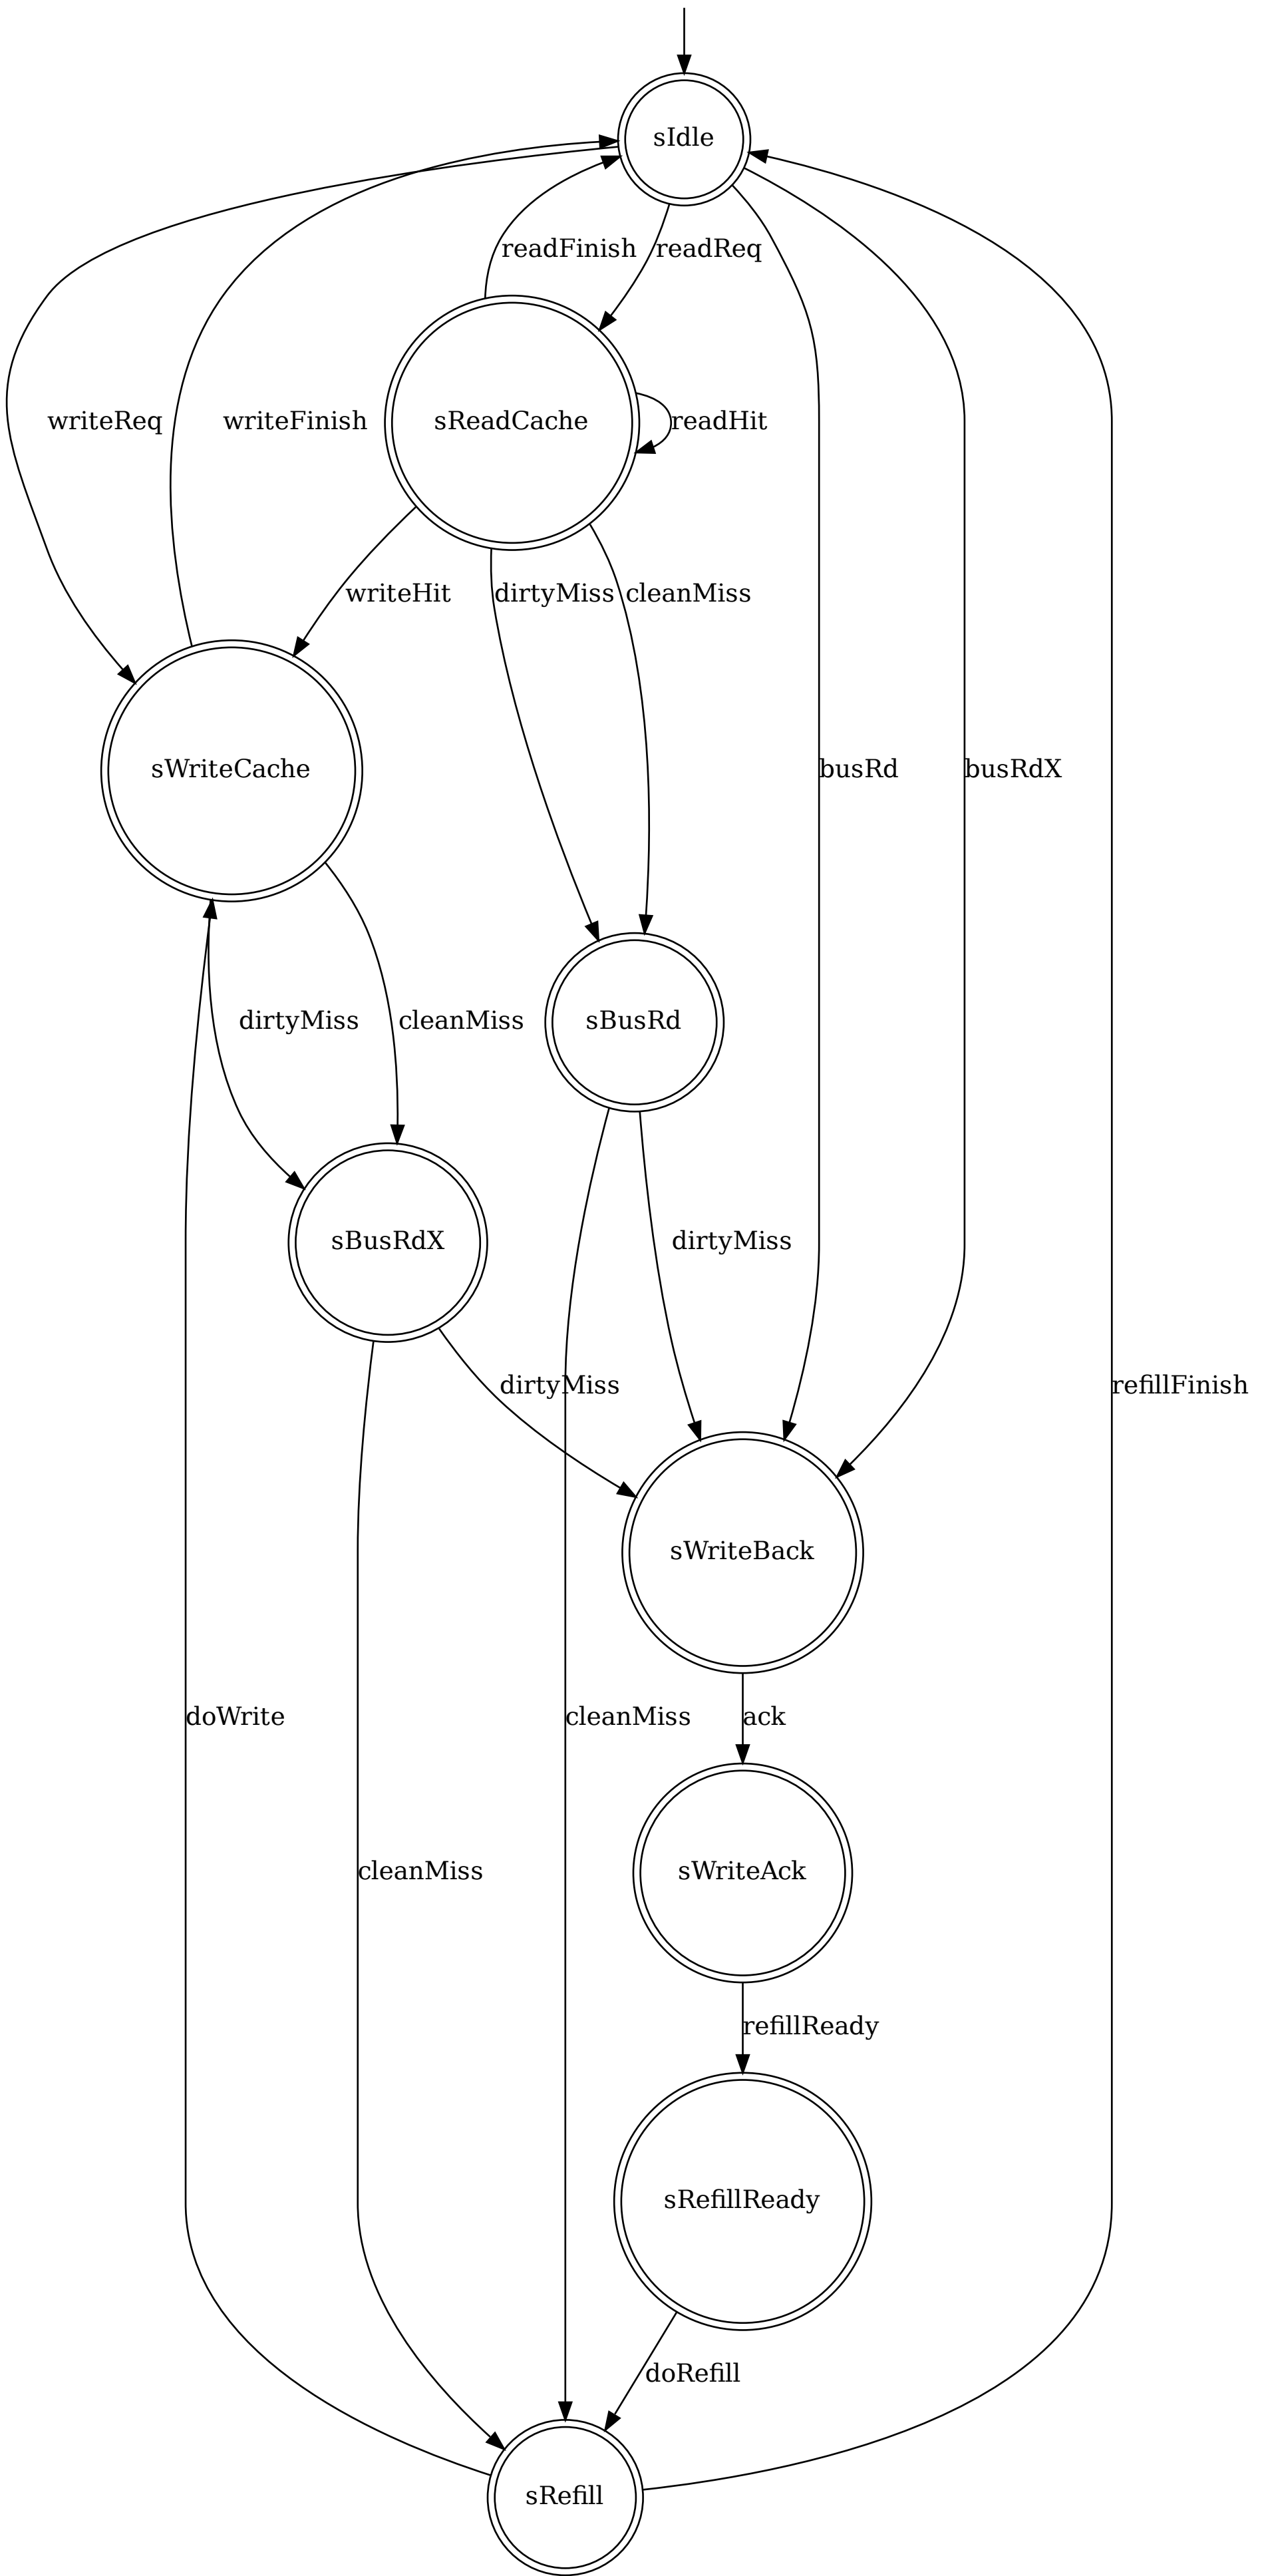 sIdle
readFinish
readReq
writeReq
writeFinish
sReadCache
readHit
writeHit
dirtyMiss
cleanMiss
sWriteCache
busRd
busRdX
dirtyMiss
cleanMiss
sBusRd
sBusRdX
dirtyMiss
dirtyMiss
refillFinish
sWriteBack
doWrite
cleanMiss
ack
cleanMiss
sWriteAck
refillReady
sRefillReady
doRefill
sRefill